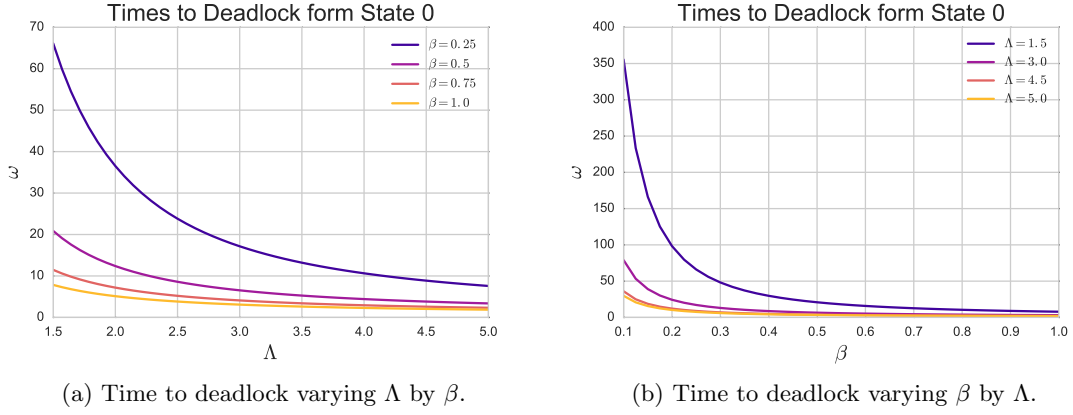 Times to Deadlock form State 0
70
60
50
40
30
20
10
0
ω
β = 0.25
β = 0.5
β = 0.75
β = 1.0
1.5 2.0 2.5 3.0 3.5 4.0 4.5 5.0
Λ
(a) Time to deadlock varying Λ by β.
Times to Deadlock form State 0
400
350
300
250
200
150
100
50
0
ω
Λ = 1.5
Λ = 3.0
Λ = 4.5
Λ = 5.0
0.1 0.2 0.3 0.4 0.5 0.6 0.7 0.8 0.9 1.0
β
(b) Time to deadlock varying β by Λ.